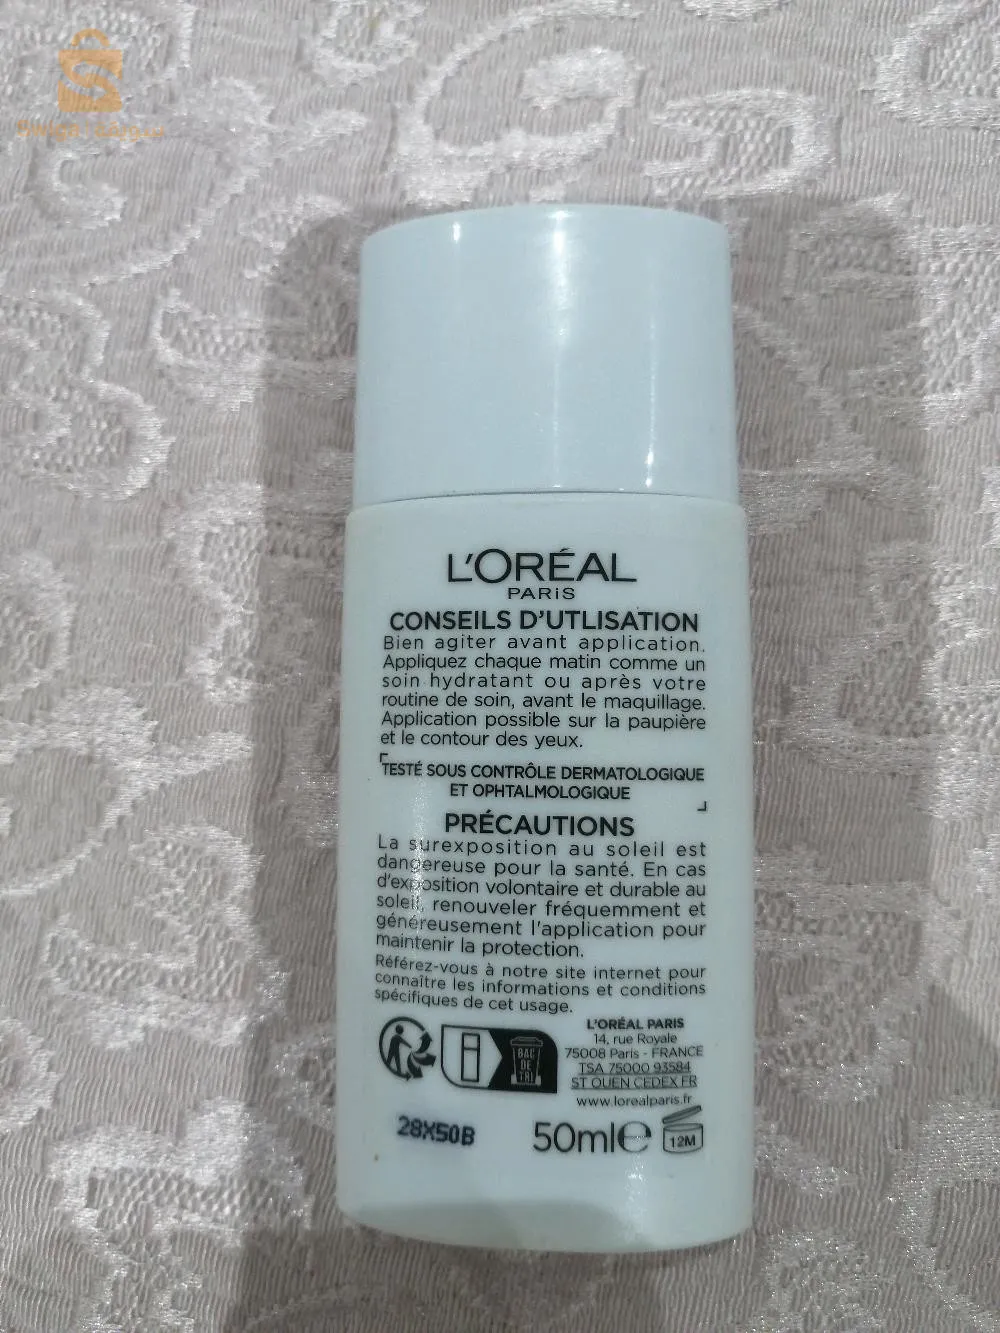 L'ORÉAL
PARIS
CONSEILS D'UTLISATION
Bien agiter avant application.
Appliquez chaque matin comme un
soin hydratant ou après votre
routine de soin, avant le maquillage.
Application possible sur la paupière
et le contour des yeux.
TESTÉ SOUS CONTRÔLE DERMATOLOGIQUE
ET OPHTALMOLOGIQUE
PRÉCAUTIONS
La surexposition au soleil est
dangereuse pour la santé. En cas
d'exposition volontaire et durable au
soleil, renouveler fréquemment et
généreusement l'application pour
maintenir la protection.
Référez-vous à notre site internet pour
connaître les informations et conditions
spécifiques de cet usage.
BAC
DE
TRI
L'ORÉAL PARIS
14, rue Royale
75008 Paris - FRANCE
TSA 75000 93584
ST OUEN CEDEX FR
www.lorealparis.fr
28X50B
50ml e
12M